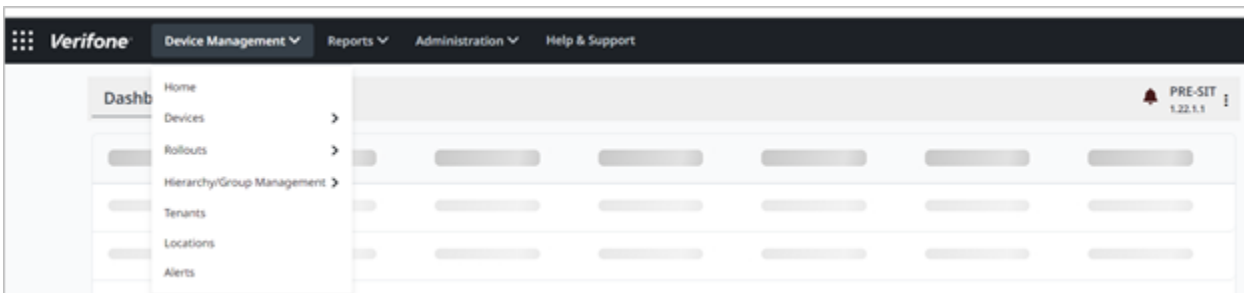 Verifone Device Management Reports Administration Help & Support
Dashb
PRE-SIT
1.22.1.1
Home
Devices
Rollouts
Hierarchy/Group Management
Tenants
Locations
Alerts